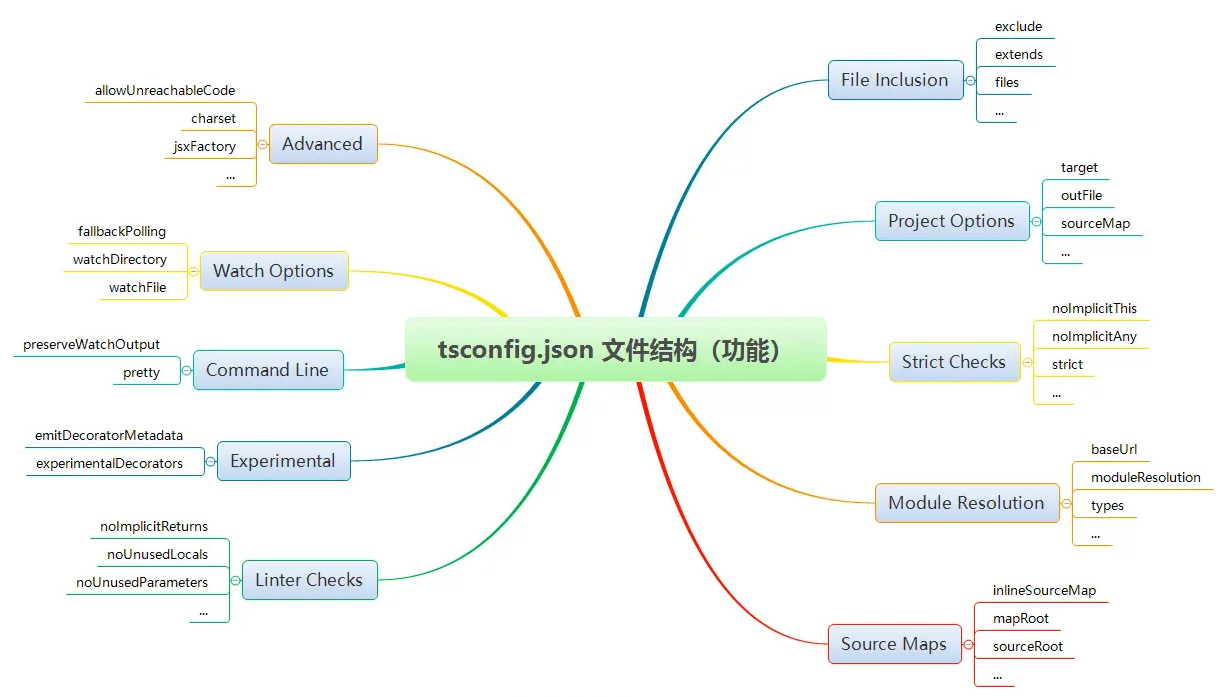 tsconfig.json 文件结构（功能）
File Inclusion
exclude
extends
files
...
Project Options
target
outFile
sourceMap
...
Strict Checks
noImplicitThis
noImplicitAny
strict
...
Module Resolution
baseUrl
moduleResolution
types
...
Source Maps
inlineSourceMap
mapRoot
sourceRoot
...
Advanced
allowUnreachableCode
charset
jsxFactory
...
Watch Options
fallbackPolling
watchDirectory
watchFile
Command Line
preserveWatchOutput
pretty
Experimental
emitDecoratorMetadata
experimentalDecorators
Linter Checks
noImplicitReturns
noUnusedLocals
noUnusedParameters
...